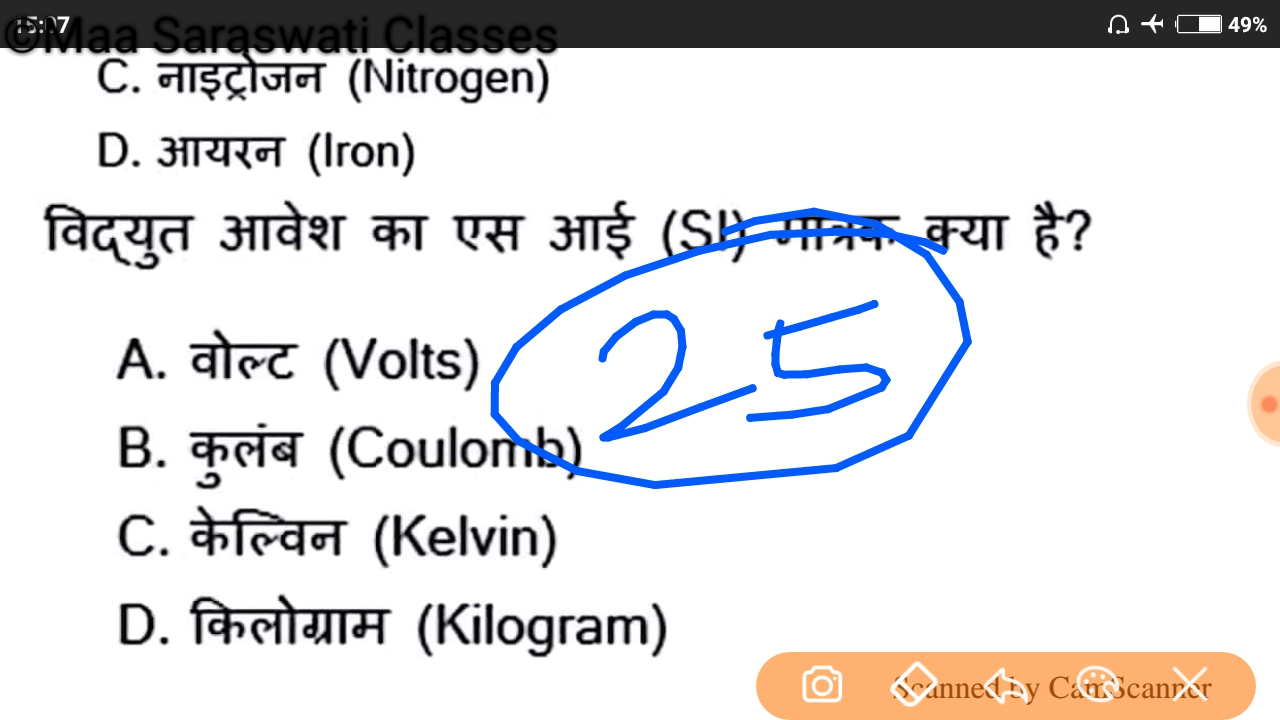 15:07
49%
©Maa Saraswati Classes
C. नाइट्रोजन (Nitrogen)
D. आयरन (Iron)
विद्युत आवेश का एस आई (SI) मात्रक क्या है?
25
A. वोल्ट (Volts)
B. कुलंब (Coulomb)
C. केल्विन (Kelvin)
D. किलोग्राम (Kilogram)
Scanned by CamScanner